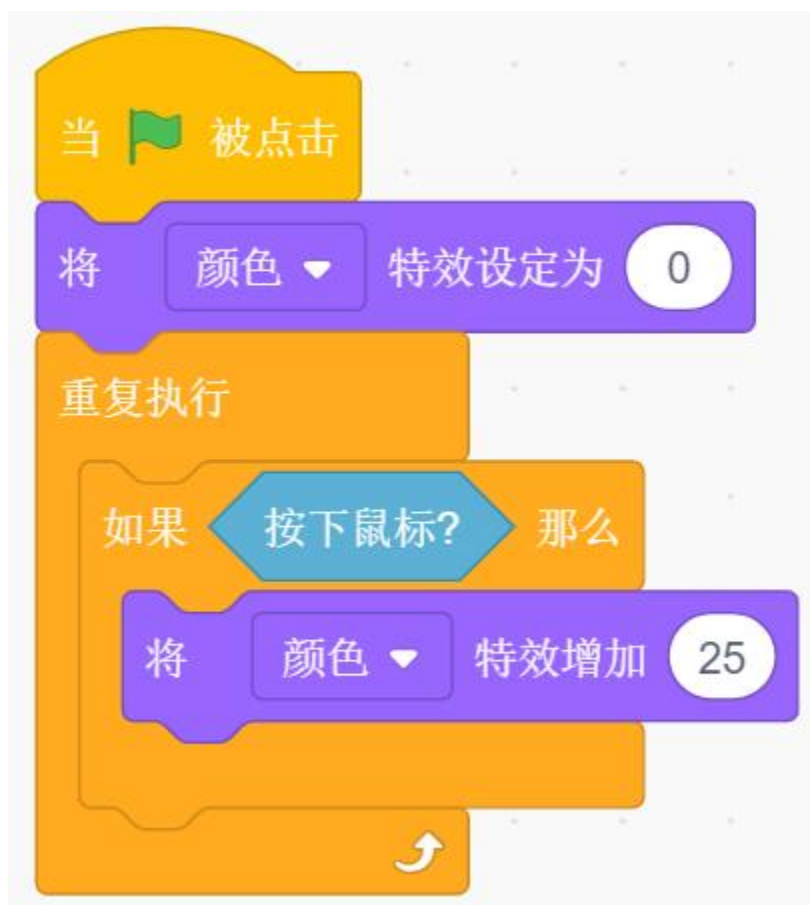 当 被点击
将 颜色 特效设定为 0
重复执行
如果 按下鼠标? 那么
将 颜色 特效增加 25